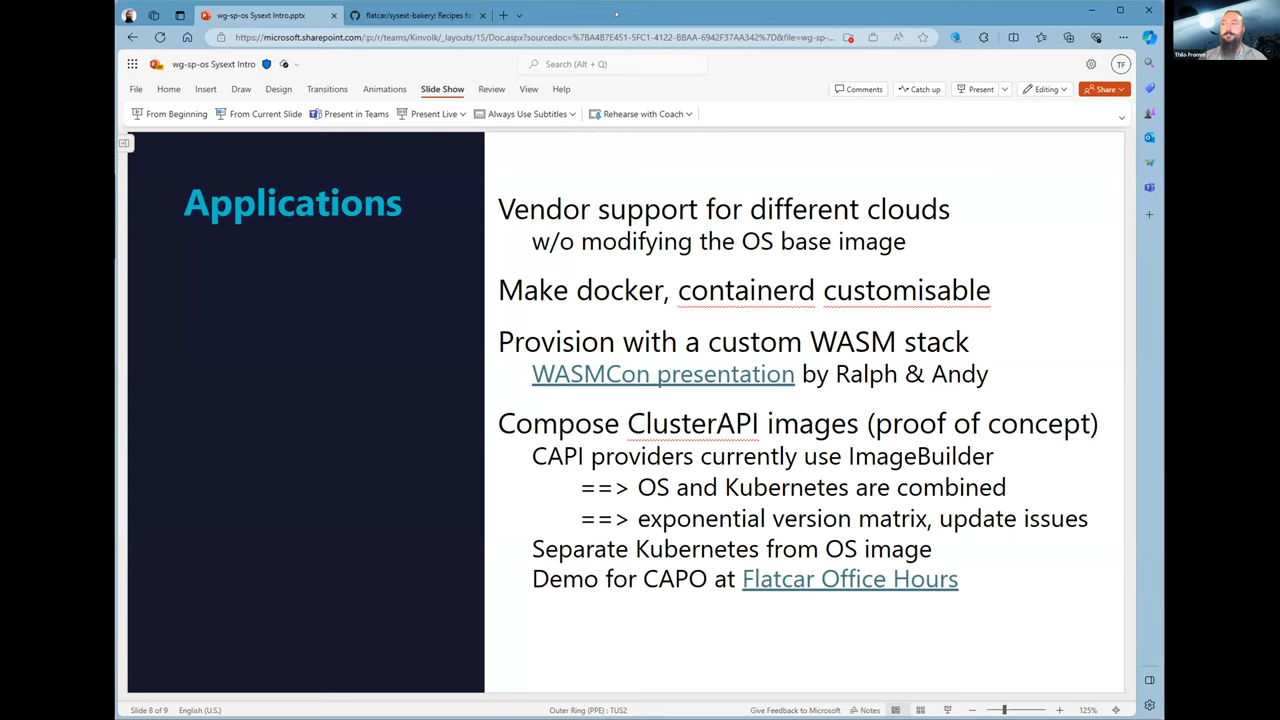 wg-sp-os Sysext Intro.pptx
flatcar/sysext-bakery: Recipes for
https://microsoft.sharepoint.com/:p:/r/teams/Kinvolk/_layouts/15/Doc.aspx?sourcedoc=%7BA4B7E451-5FC1-4122-BBAA-6942F37AA342%7D&file=wg-sp-...
wg-sp-os Sysext Intro
Search (Alt + Q)
TF
File Home Insert Draw Design Transitions Animations Slide Show Review View Help
Comments Catch up Present Editing Share
From Beginning From Current Slide Present in Teams Present Live Always Use Subtitles Rehearse with Coach
Applications
Vendor support for different clouds
w/o modifying the OS base image
Make docker, containerd customisable
Provision with a custom WASM stack
WASMCon presentation by Ralph & Andy
Compose ClusterAPI images (proof of concept)
CAPI providers currently use ImageBuilder
==> OS and Kubernetes are combined
==> exponential version matrix, update issues
Separate Kubernetes from OS image
Demo for CAPO at Flatcar Office Hours
Slide 8 of 9 English (U.S.) Outer Ring (PPE) : TUS2 Give Feedback to Microsoft Notes 125%
Thilo Fromm